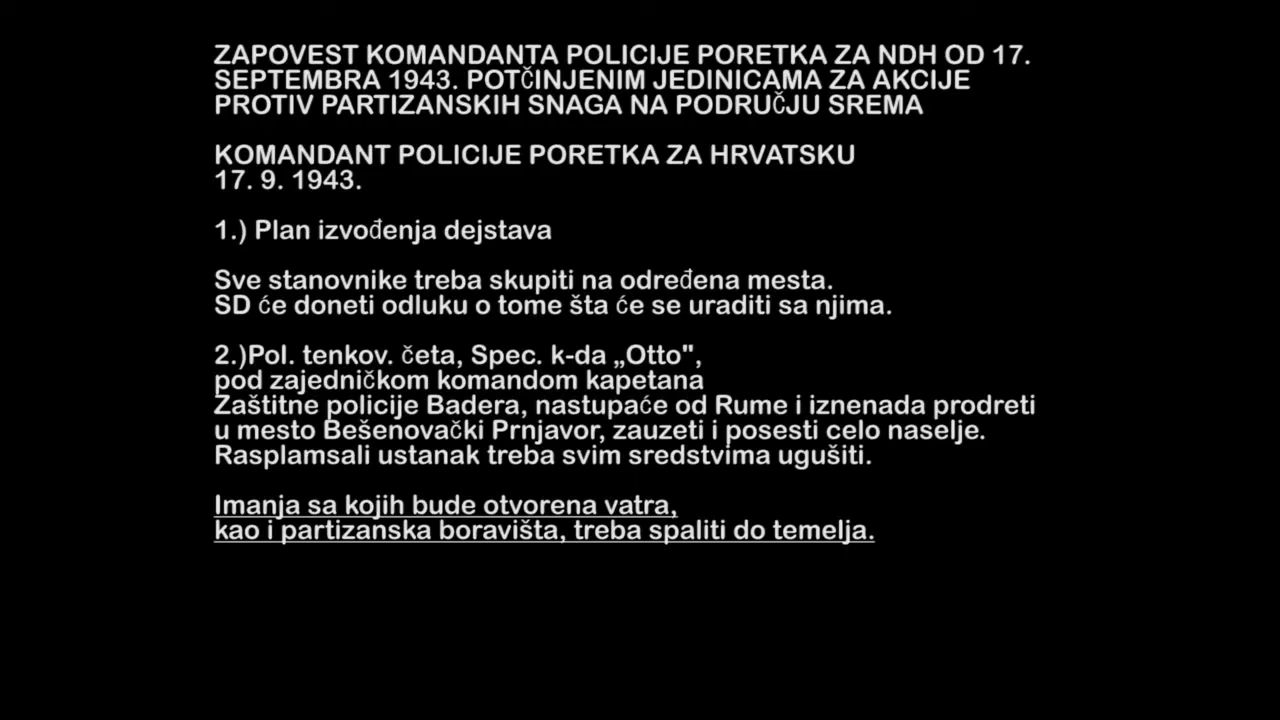 ZAPOVEST KOMANDANTA POLICIJE PORETKA ZA NDH OD 17.
SEPTEMBRA 1943. POTČINJENIM JEDINICAMA ZA AKCIJE
PROTIV PARTIZANSKIH SNAGA NA PODRUČJU SREMA
KOMANDANT POLICIJE PORETKA ZA HRVATSKU
17. 9. 1943.
1.) Plan izvođenja dejstava
Sve stanovnike treba skupiti na određena mesta.
SD će doneti odluku o tome šta će se uraditi sa njima.
2.)Pol. tenkov. četa, Spec. k-da „Otto",
pod zajedničkom komandom kapetana
Zaštitne policije Badera, nastupaće od Rume i iznenada prodreti
u mesto Bešenovački Prnjavor, zauzeti i posesti celo naselje.
Rasplamsali ustanak treba svim sredstvima ugušiti.
Imanja sa kojih bude otvorena vatra,
kao i partizanska boravišta, treba spaliti do temelja.